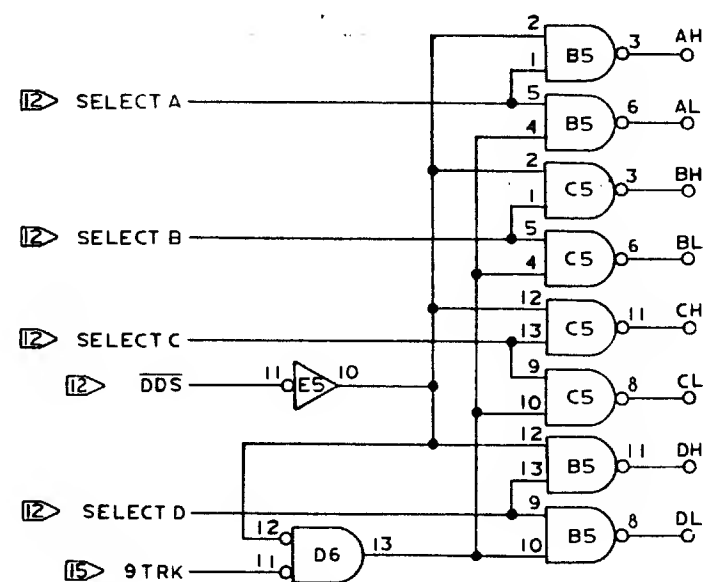 2 B5 3 AH
1
12 SELECT A
5 B5 6 AL
4
2 C5 3 BH
1
12 SELECT B
5 C5 6 BL
4
12 C5 11 CH
13
12 SELECT C
9 C5 8 CL
10
12 DDS 11 E5 10
12 B5 11 DH
13
12 SELECT D
9 B5 8 DL
10
12 D6 13
15 9 TRK 11